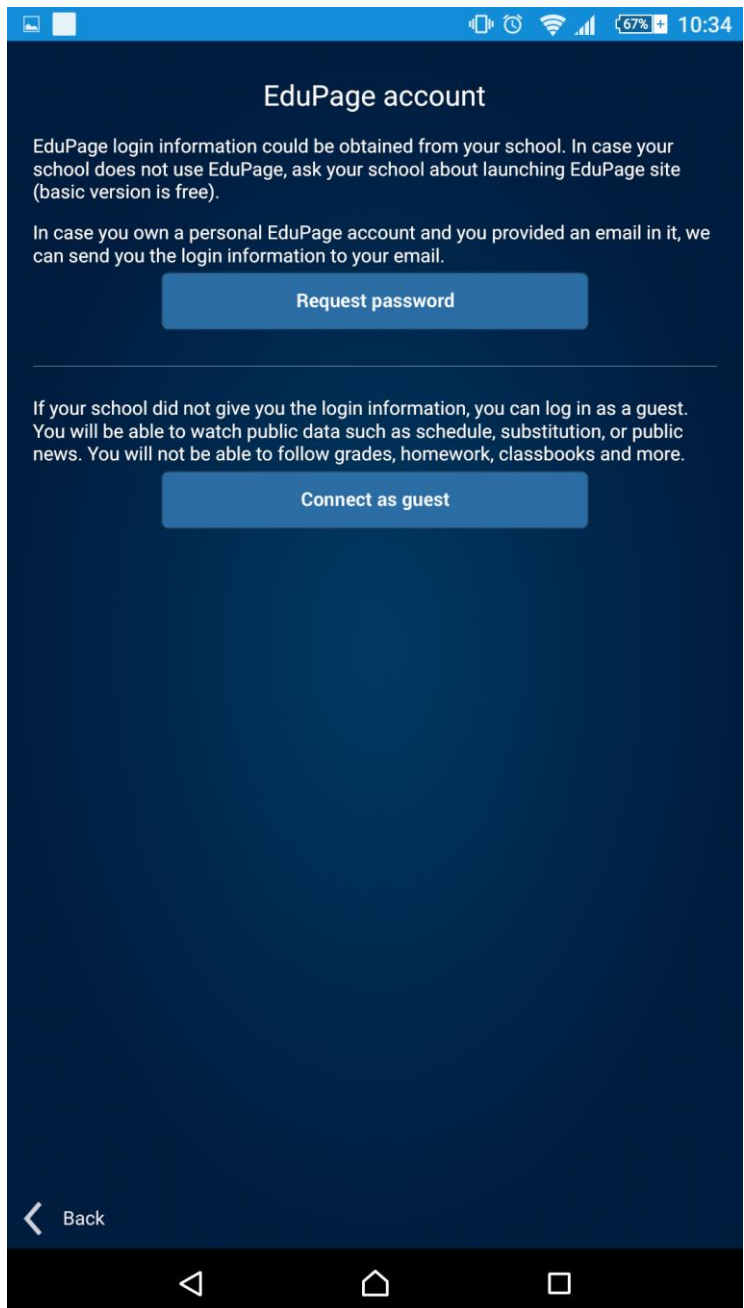 67% 10:34
EduPage account
EduPage login information could be obtained from your school. In case your
school does not use EduPage, ask your school about launching EduPage site
(basic version is free).
In case you own a personal EduPage account and you provided an email in it, we
can send you the login information to your email.
Request password
If your school did not give you the login information, you can log in as a guest.
You will be able to watch public data such as schedule, substitution, or public
news. You will not be able to follow grades, homework, classbooks and more.
Connect as guest
Back